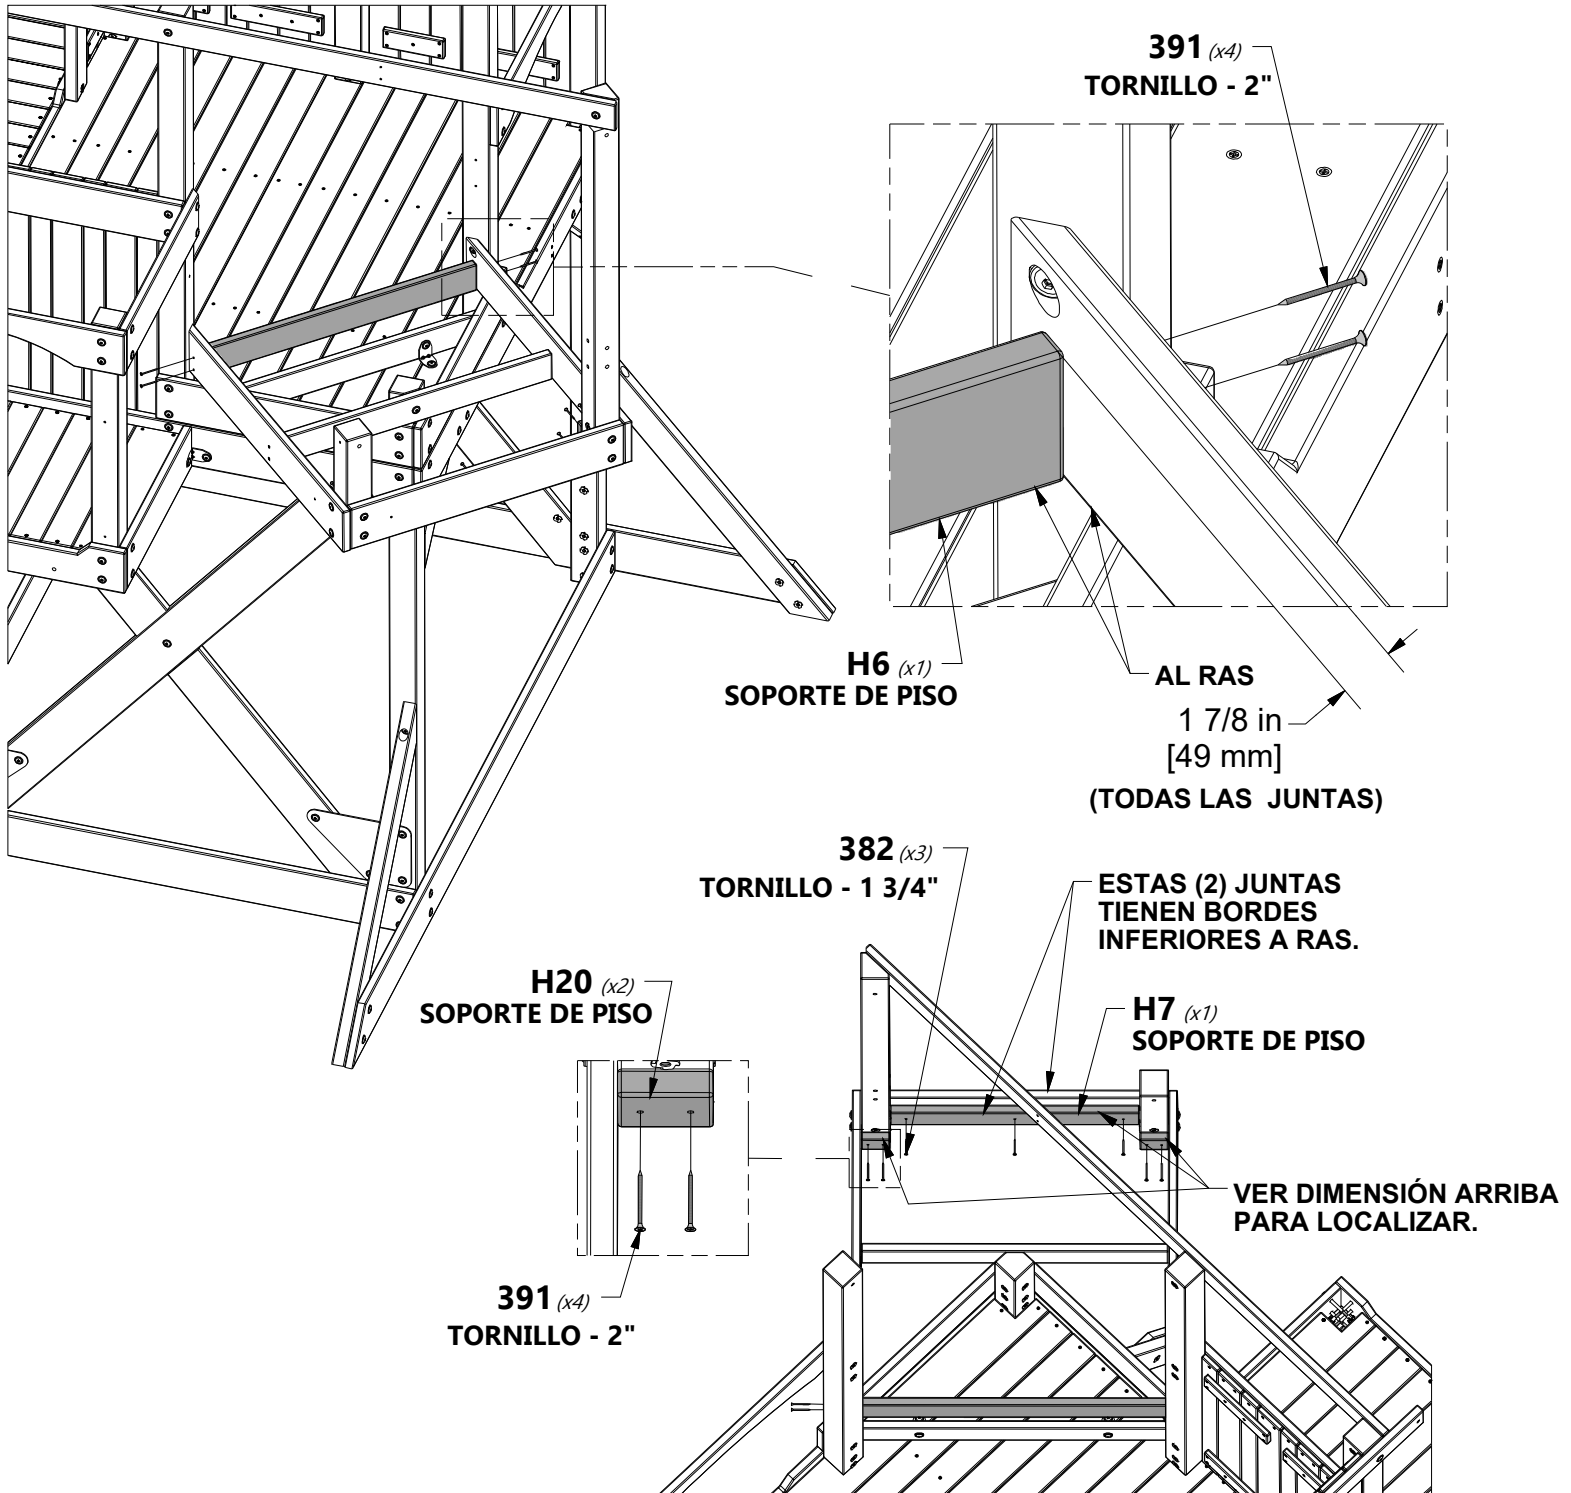 391 (x4)
TORNILLO - 2"
H6 (x1)
SOPORTE DE PISO
AL RAS
1 7/8 in
[49 mm]
(TODAS LAS JUNTAS)
382 (x3)
TORNILLO - 1 3/4"
ESTAS (2) JUNTAS
TIENEN BORDES
INFERIORES A RAS.
H20 (x2)
SOPORTE DE PISO
H7 (x1)
SOPORTE DE PISO
VER DIMENSIÓN ARRIBA
PARA LOCALIZAR.
391 (x4)
TORNILLO - 2"